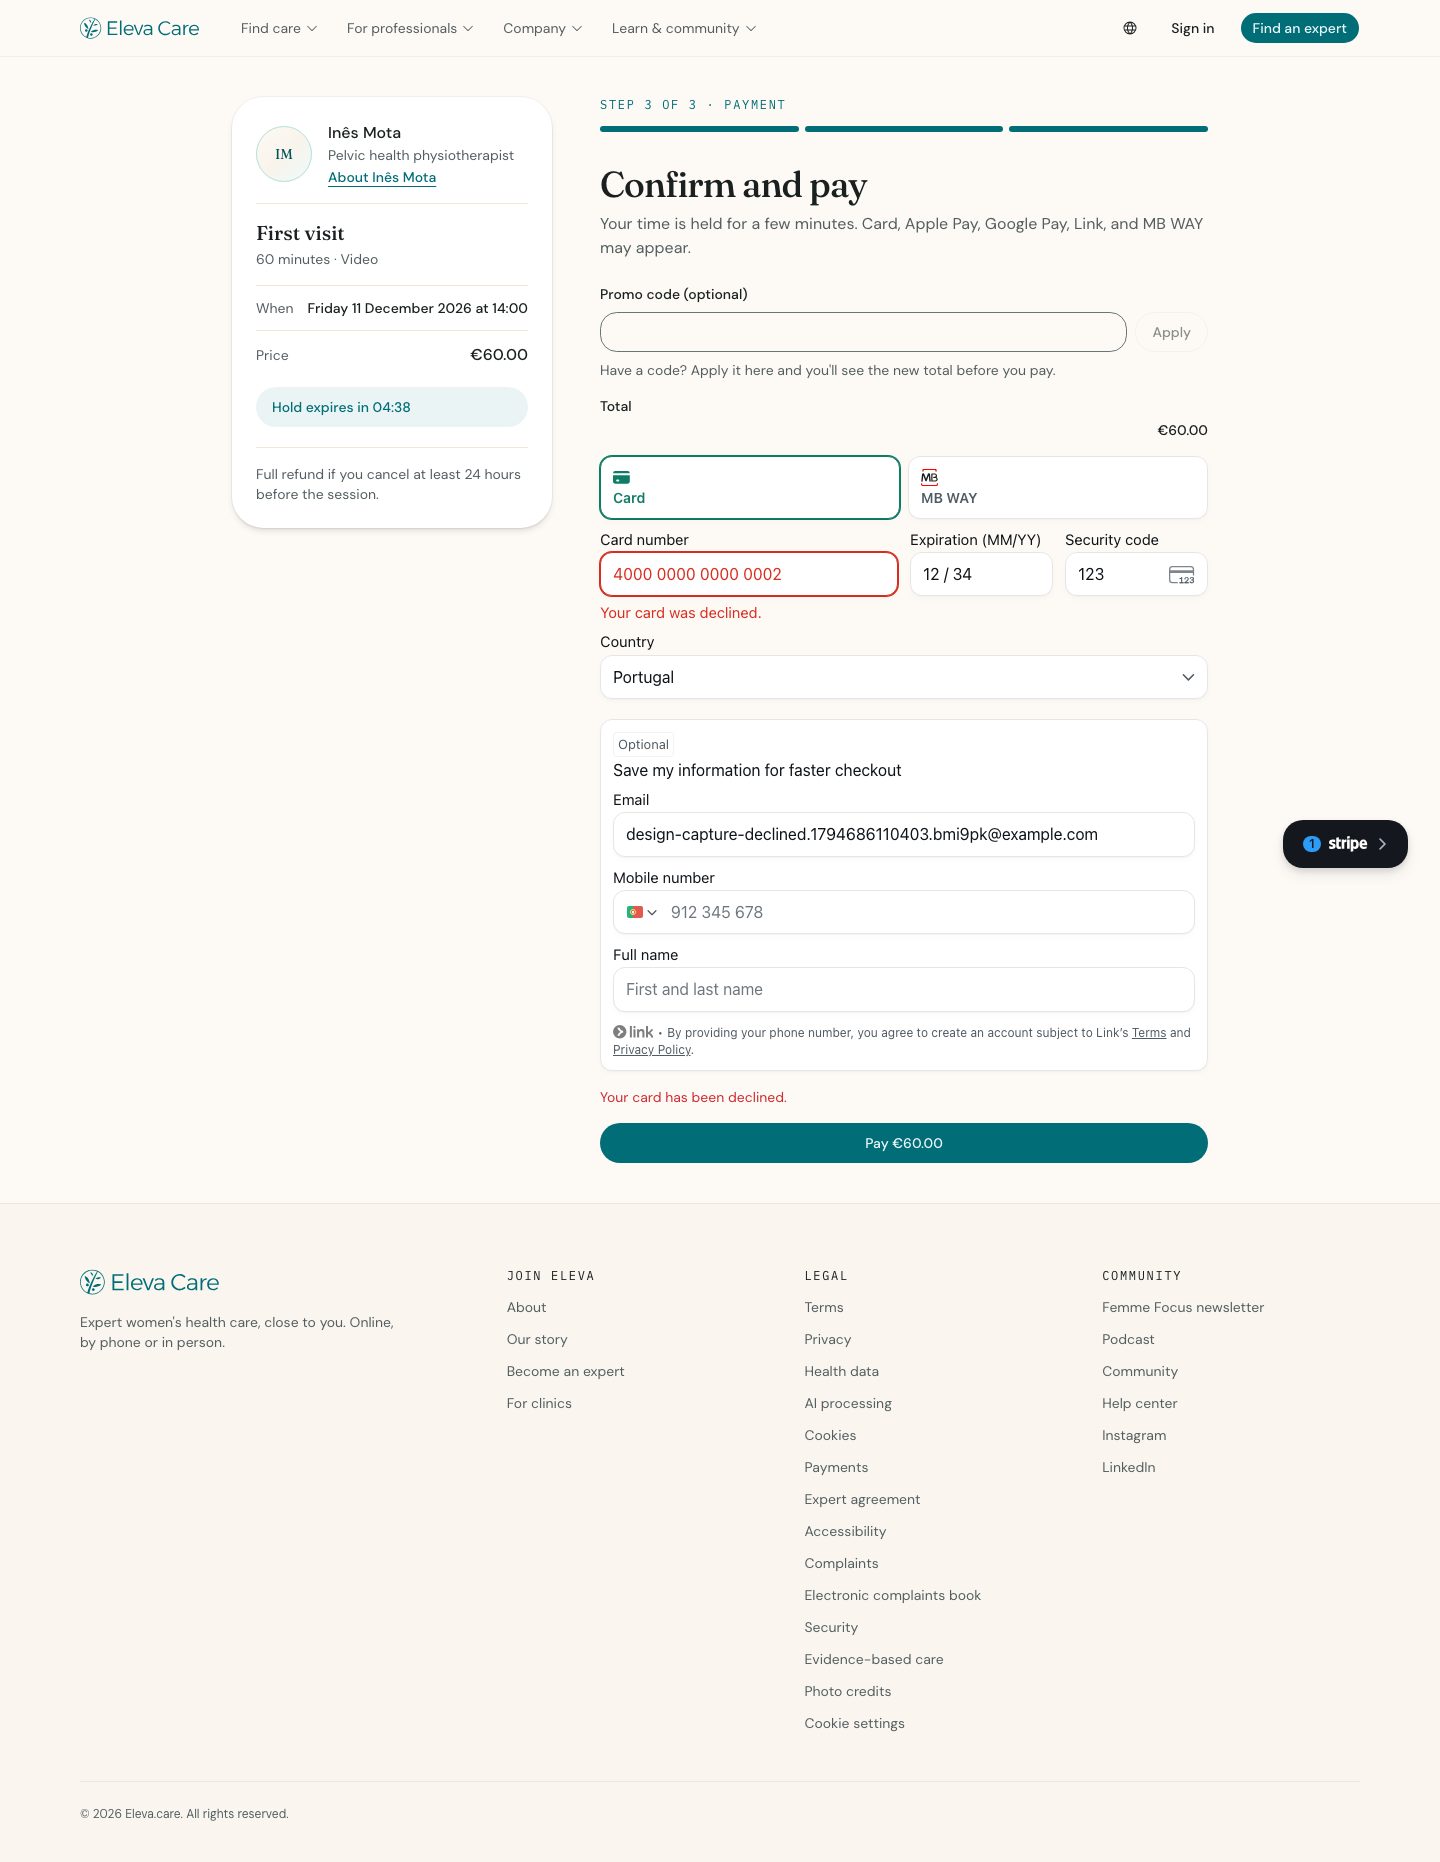 Eleva Care
Find care
For professionals
Company
Learn & community
Sign in
Find an expert
IM
Inês Mota
Pelvic health physiotherapist
About Inês Mota
First visit
60 minutes · Video
When Friday 11 December 2026 at 14:00
Price €60.00
Hold expires in 04:38
Full refund if you cancel at least 24 hours
before the session.
STEP 3 OF 3 · PAYMENT
Confirm and pay
Your time is held for a few minutes. Card, Apple Pay, Google Pay, Link, and MB WAY
may appear.
Promo code (optional)
Apply
Have a code? Apply it here and you'll see the new total before you pay.
Total
€60.00
Card
MB
MB WAY
Card number
4000 0000 0000 0002
Your card was declined.
Expiration (MM/YY)
12 / 34
Security code
123
123
Country
Portugal
Optional
Save my information for faster checkout
Email
design-capture-declined.1794686110403.bmi9pk@example.com
Mobile number
912 345 678
Full name
First and last name
link • By providing your phone number, you agree to create an account subject to Link's Terms and
Privacy Policy.
Your card has been declined.
Pay €60.00
1 stripe
Eleva Care
Expert women's health care, close to you. Online,
by phone or in person.
JOIN ELEVA
About
Our story
Become an expert
For clinics
LEGAL
Terms
Privacy
Health data
AI processing
Cookies
Payments
Expert agreement
Accessibility
Complaints
Electronic complaints book
Security
Evidence-based care
Photo credits
Cookie settings
COMMUNITY
Femme Focus newsletter
Podcast
Community
Help center
Instagram
LinkedIn
© 2026 Eleva.care. All rights reserved.